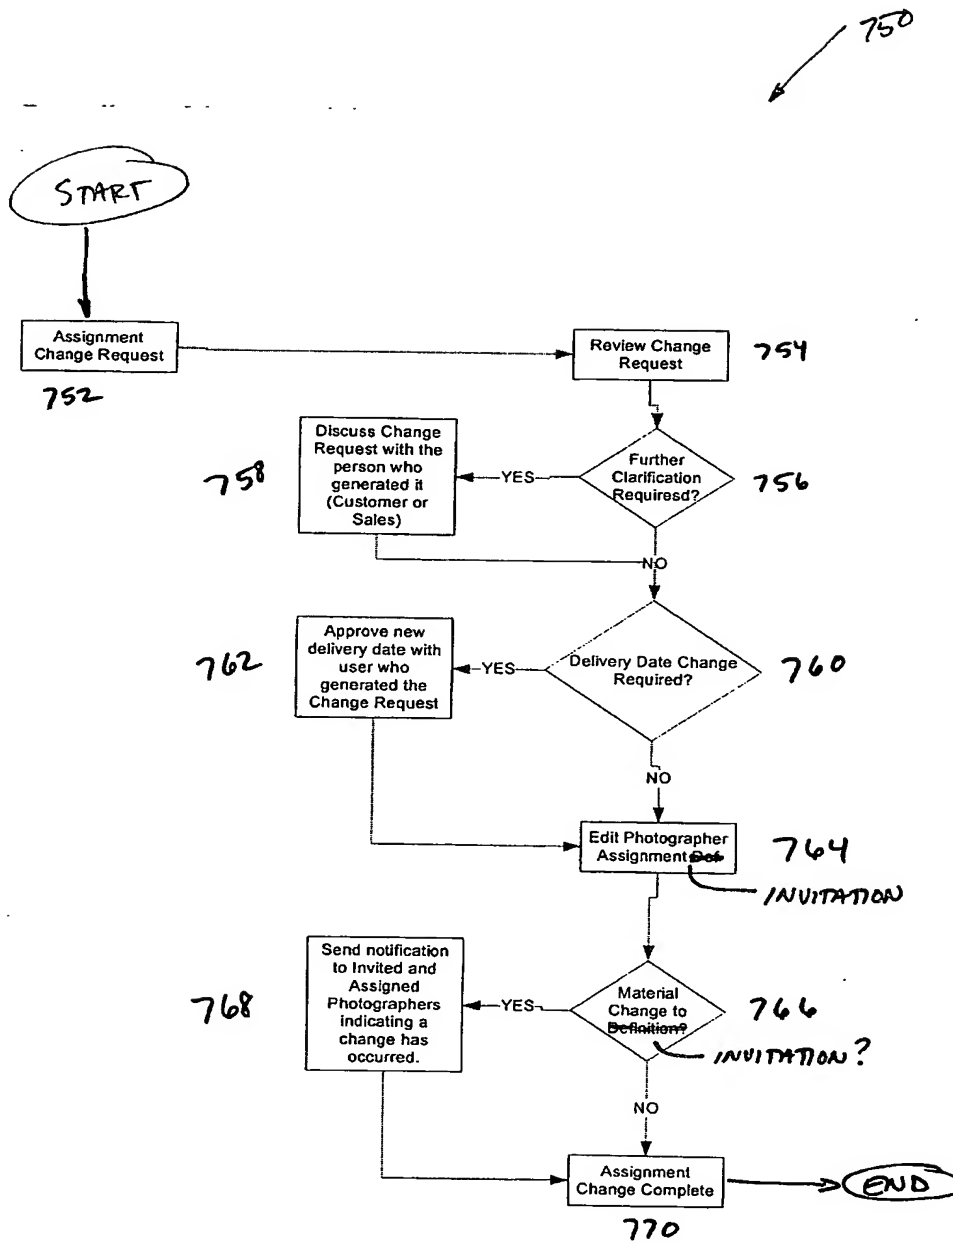 750
START
Assignment
Change Request
752
Review Change
Request
754
Discuss Change
Request with the
person who
generated it
(Customer or
Sales)
758
YES
Further
Clarification
Requiresd?
756
NO
Approve new
delivery date with
user who
generated the
Change Request
762
YES
Delivery Date Change
Required?
760
NO
Edit Photographer
Assignment Def
764
INVITATION
Send notification
to Invited and
Assigned
Photographers
indicating a
change has
occurred.
768
YES
Material
Change to
Definition?
766
INVITATION?
NO
Assignment
Change Complete
770
END